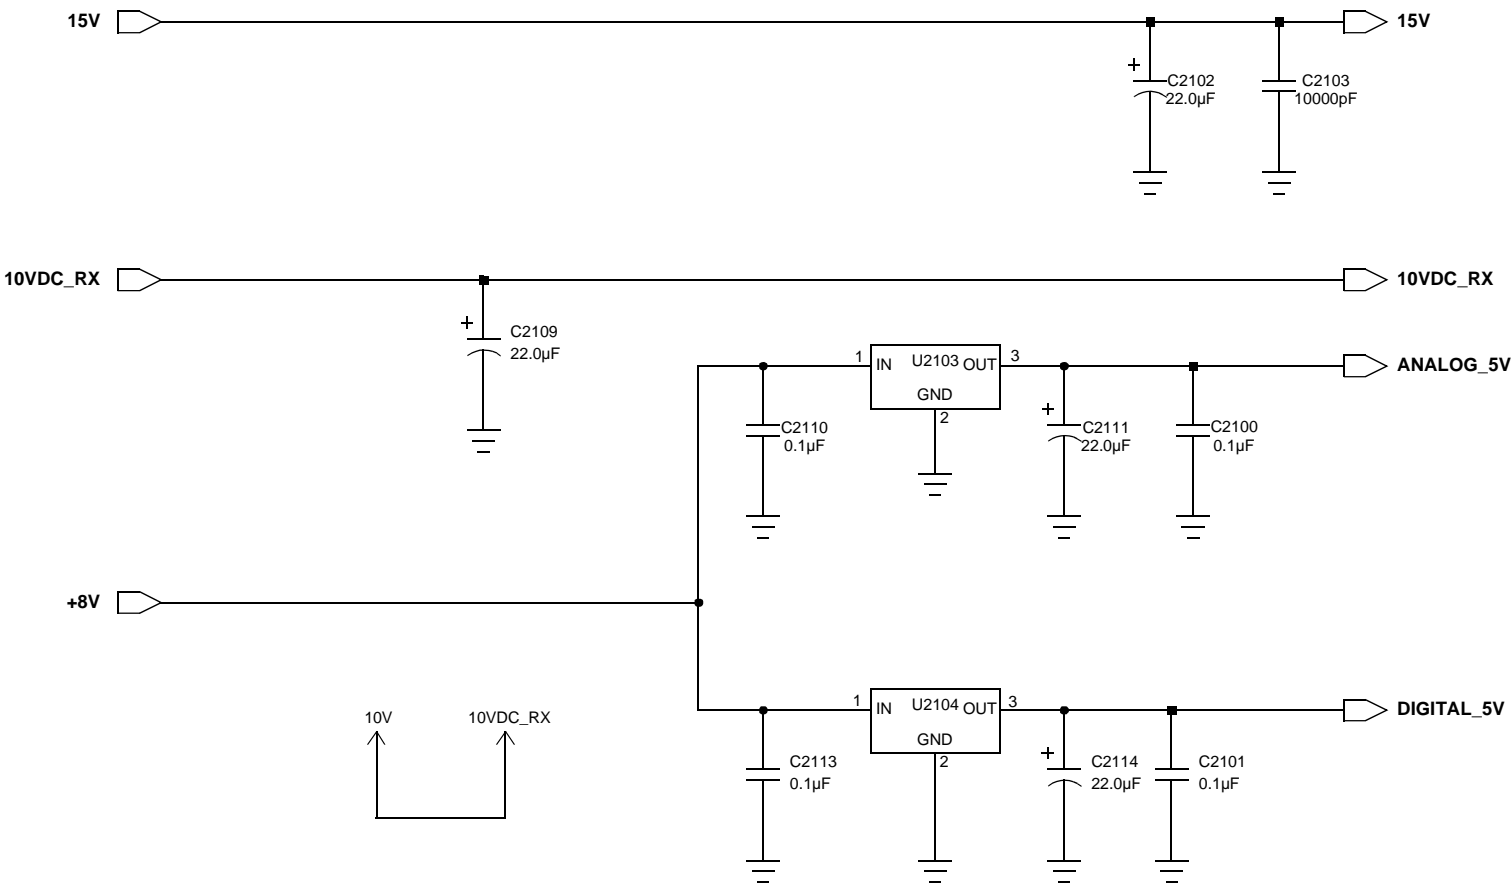 15V
15V
+
C2102
22.0µF
C2103
10000pF
10VDC_RX
10VDC_RX
+
C2109
22.0µF
1
IN
U2103
OUT
3
GND
2
ANALOG_5V
C2110
0.1µF
+
C2111
22.0µF
C2100
0.1µF
+8V
10V
10VDC_RX
1
IN
U2104
OUT
3
GND
2
DIGITAL_5V
C2113
0.1µF
+
C2114
22.0µF
C2101
0.1µF